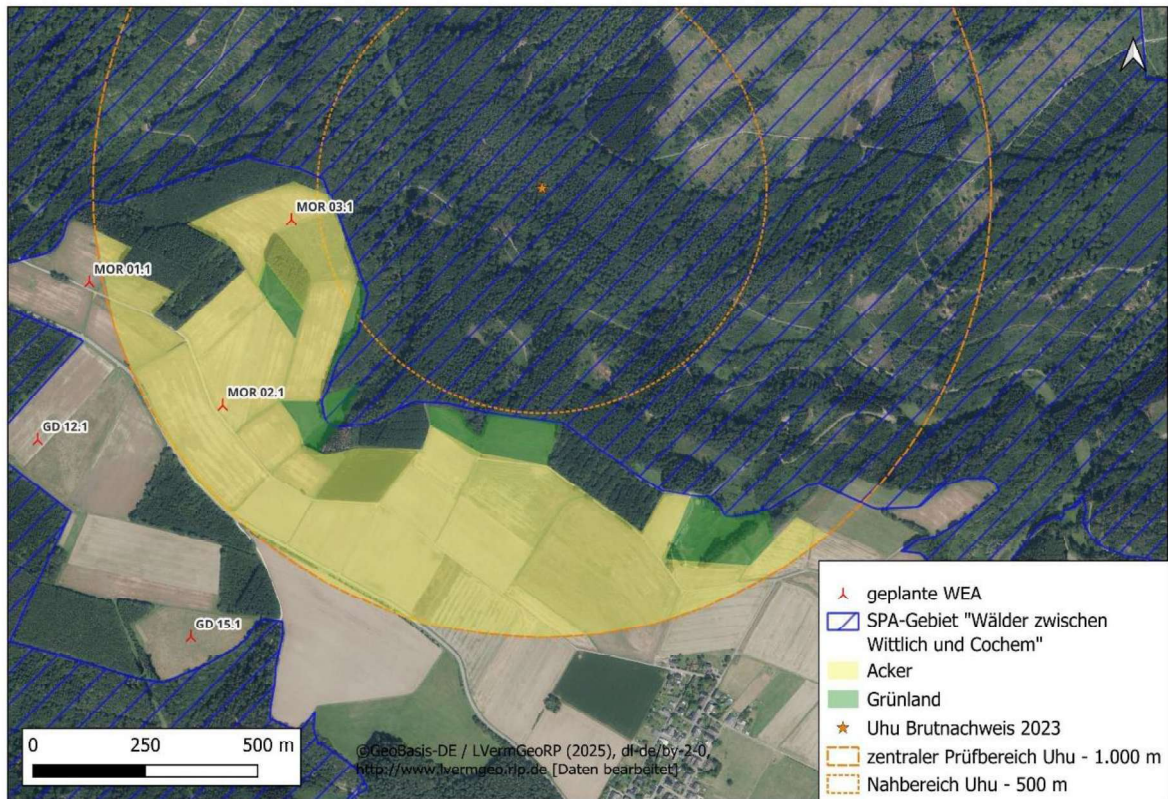 MOR 03.1
MOR 01.1
MOR 02.1
GD 12.1
GD 15.1
geplante WEA
SPA-Gebiet "Wälder zwischen
Wittlich und Cochem"
Acker
Grünland
Uhu Brutnachweis 2023
zentraler Prüfbereich Uhu - 1.000 m
Nahbereich Uhu - 500 m
0 250 500 m
©GeoBasis-DE / LVermGeoRP (2025), dl-de/by-2-0,
http://www.lvermgeo.rlp.de [Daten bearbeitet]